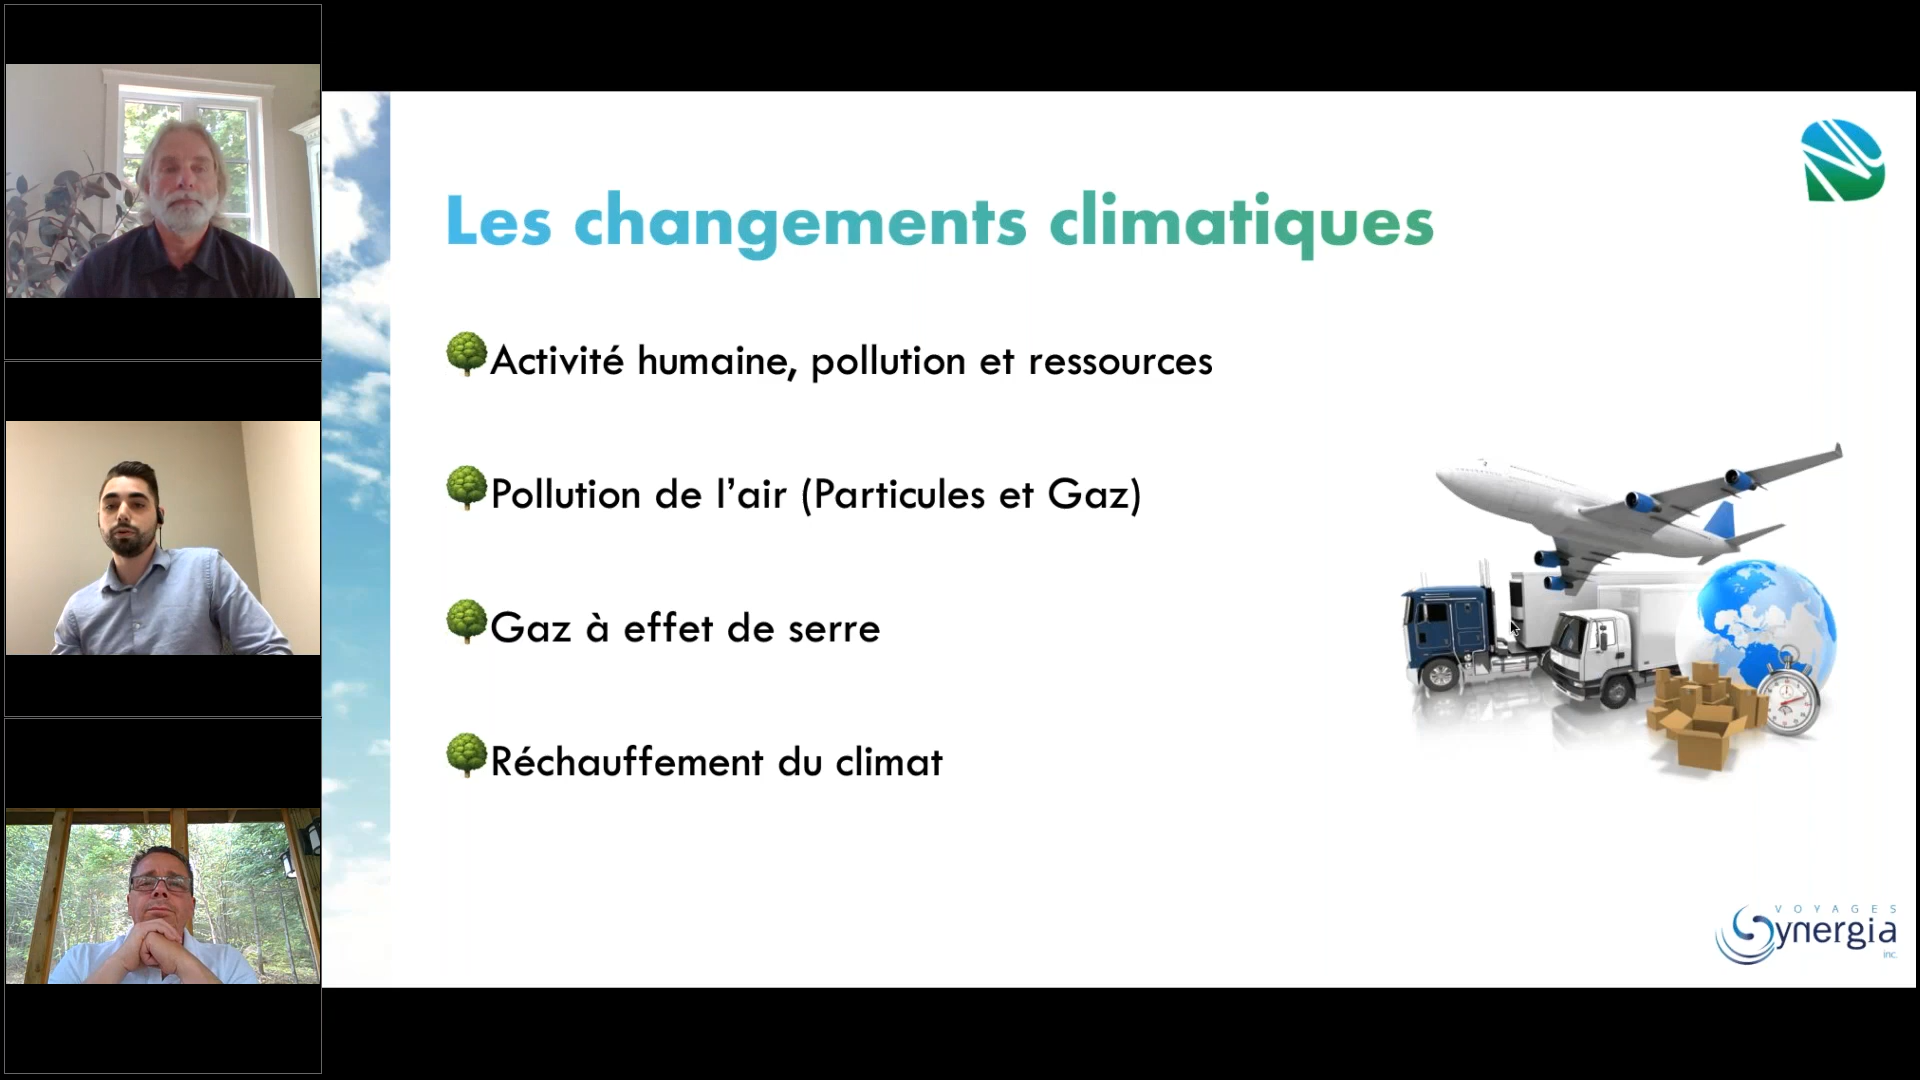 Les changements climatiques
Activité humaine, pollution et ressources
Pollution de l’air (Particules et Gaz)
Gaz à effet de serre
Réchauffement du climat
VOYAGES
Synergia
inc.